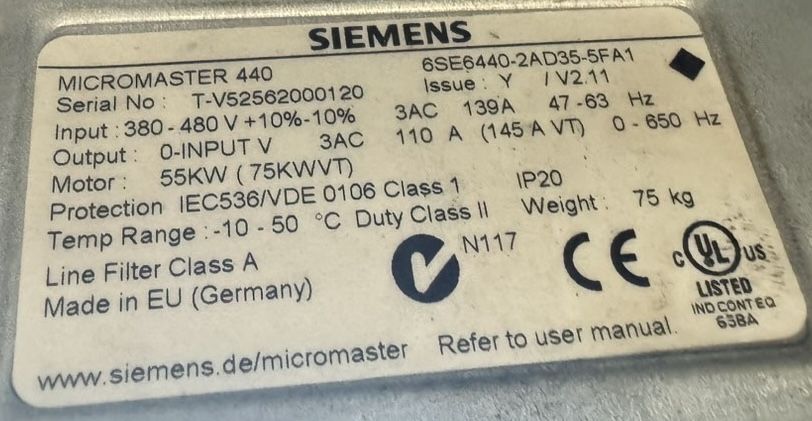 SIEMENS
MICROMASTER 440 6SE6440-2AD35-5FA1
Serial No : T-V52562000120 Issue : Y / V2.11
Input : 380 - 480 V +10% -10% 3AC 139A 47 -63 Hz
Output : 0-INPUT V 3AC 110 A (145 A VT) 0 - 650 Hz
Motor : 55KW ( 75KWVT)
Protection IEC536/VDE 0106 Class 1 IP20
Temp Range : -10 - 50 °C Duty Class II Weight : 75 kg
Line Filter Class A N117
Made in EU (Germany) CE
C UL US
LISTED
IND CONT EQ
63BA
www.siemens.de/micromaster Refer to user manual.